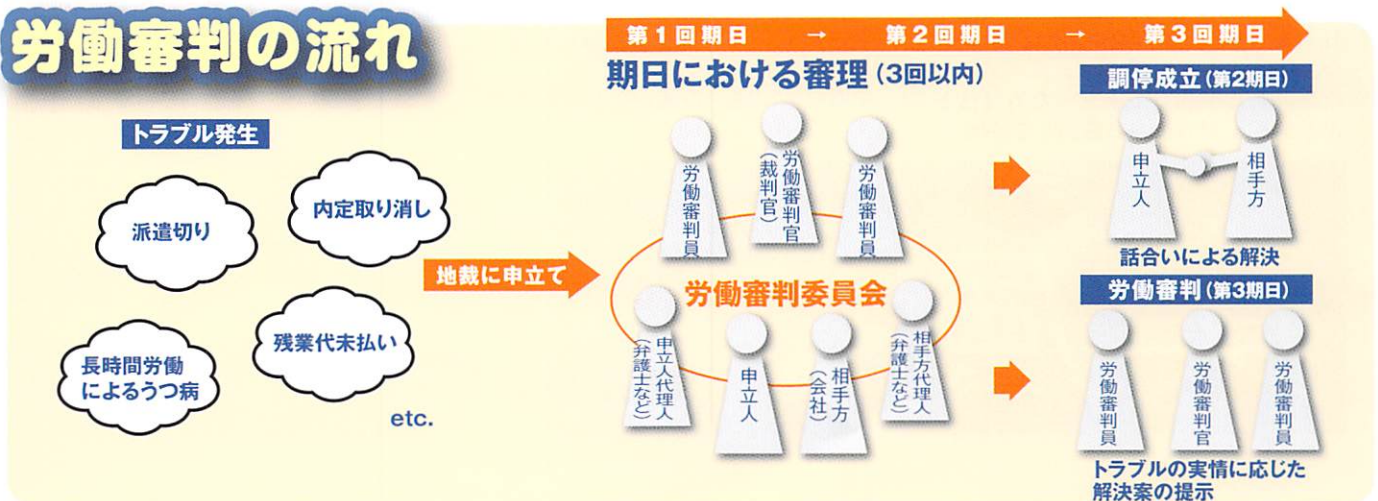 労働審判の流れ
トラブル発生
派遣切り
内定取り消し
長時間労働
によるうつ病
残業代未払い
etc.
地裁に申立て
第1回期日 → 第2回期日 → 第3回期日
期日における審理(3回以内)
労働審判員
労働審判官
(裁判官)
労働審判員
労働審判委員会
申立人代理人
(弁護士など)
申立人
相手方
(会社)
相手方代理人
(弁護士など)
調停成立(第2期日)
申立人
相手方
話合いによる解決
労働審判(第3期日)
労働審判員
労働審判官
労働審判員
トラブルの実情に応じた
解決案の提示